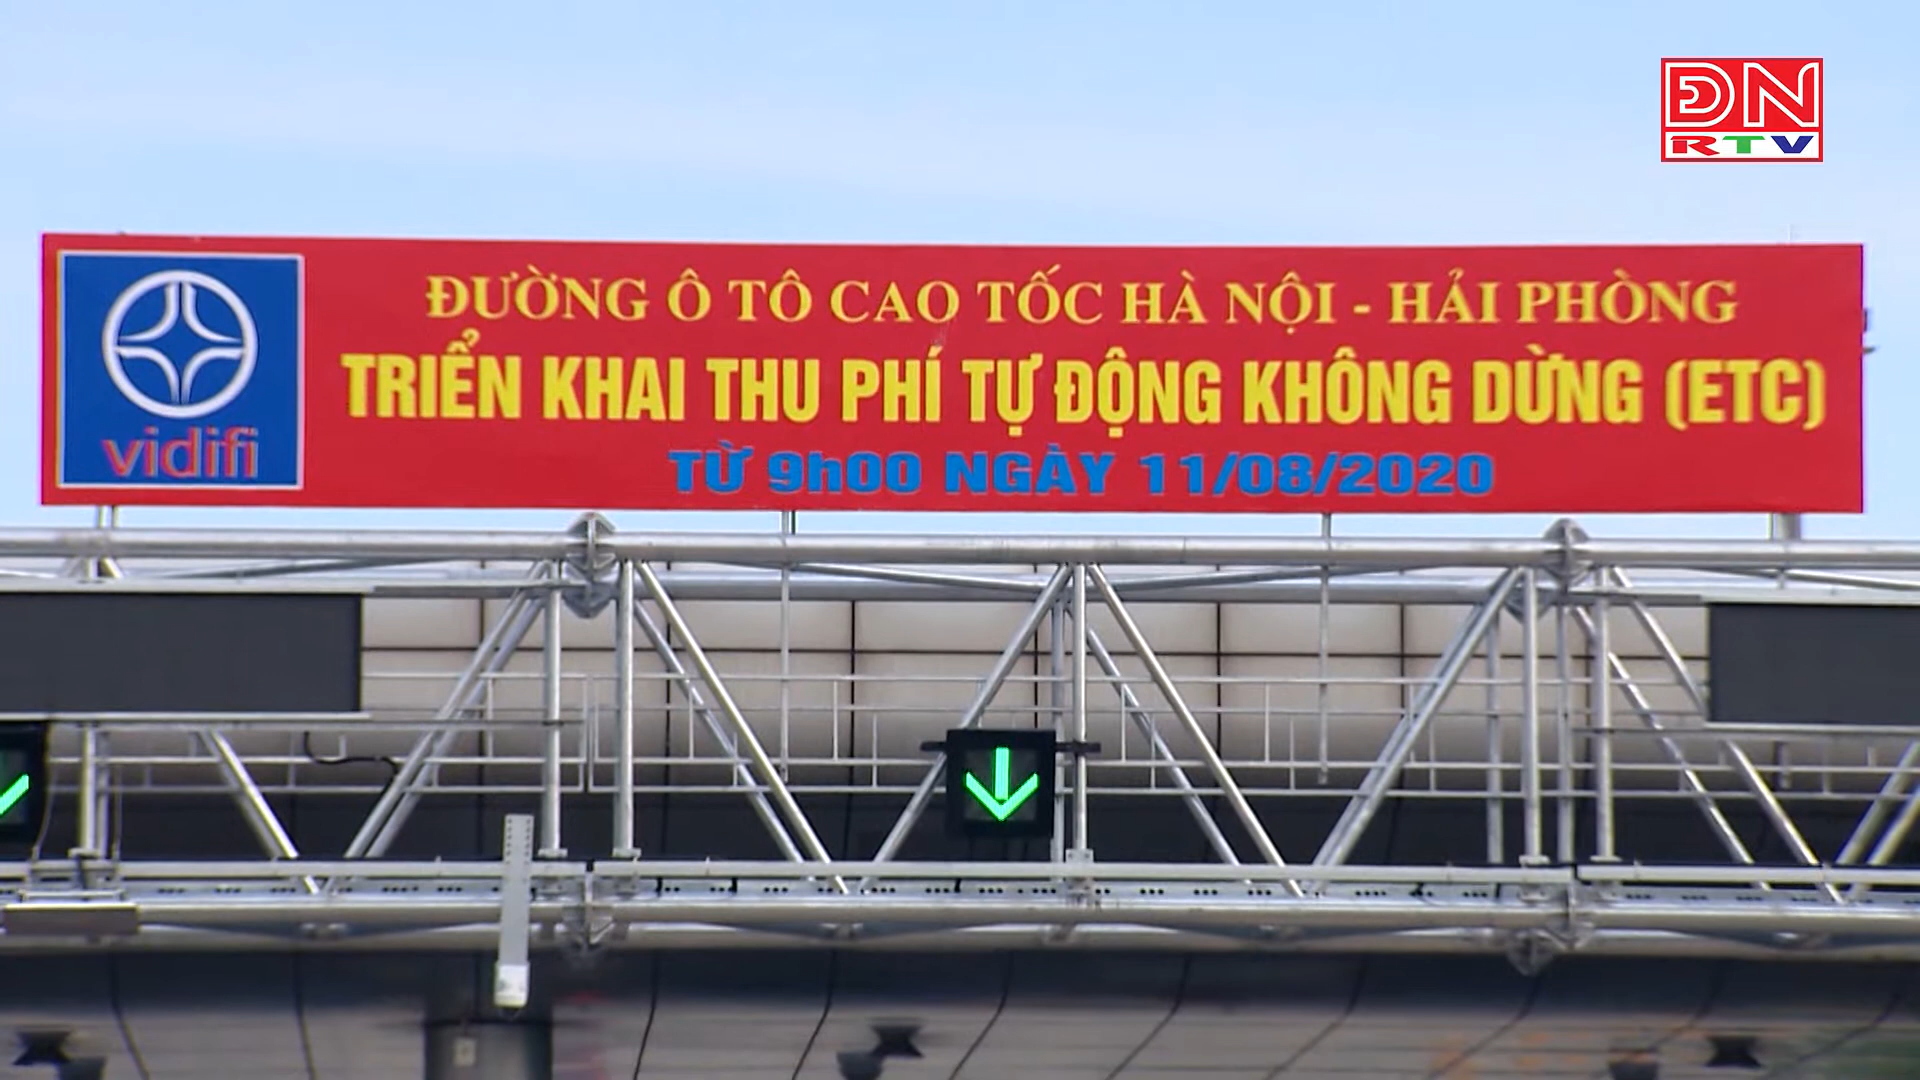 ĐN
RTV
ĐƯỜNG Ô TÔ CAO TỐC HÀ NỘI - HẢI PHÒNG
TRIỂN KHAI THU PHÍ TỰ ĐỘNG KHÔNG DỪNG (ETC)
TỪ 9h00 NGÀY 11/08/2020
vidifi